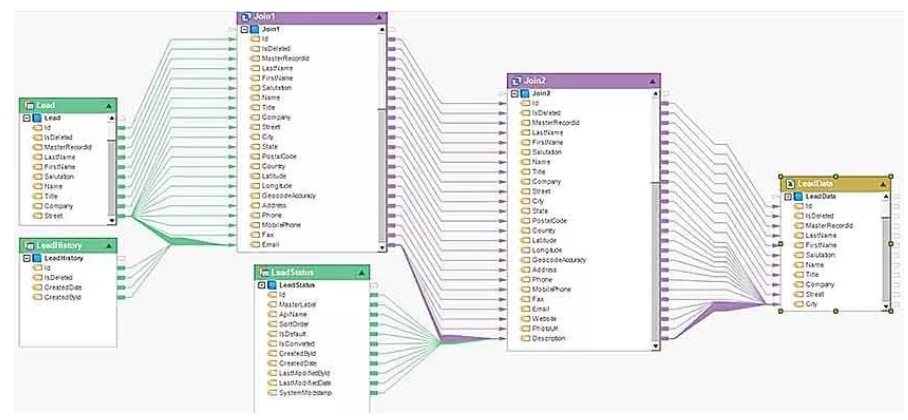 Lead
Lead
Id
IsDeleted
MasterRecordId
LastName
FirstName
Salutation
Name
Title
Company
Street
LeadHistory
LeadHistory
Id
IsDeleted
CreatedDate
CreatedById
Join1
Join1
Id
IsDeleted
MasterRecordId
LastName
FirstName
Salutation
Name
Title
Company
Street
City
State
PostalCode
Country
Latitude
Longitude
GeocodeAccuracy
Address
Phone
MobilePhone
Fax
Email
LeadStatus
LeadStatus
Id
MasterLabel
ApiName
SortOrder
IsDefault
IsConverted
CreatedById
CreatedDate
LastModifiedById
LastModifiedDate
SystemModstamp
Join2
Join2
Id
IsDeleted
MasterRecordId
LastName
FirstName
Salutation
Name
Title
Company
Street
City
State
PostalCode
Country
Latitude
Longitude
GeocodeAccuracy
Address
Phone
MobilePhone
Fax
Email
Website
PhotoUrl
Description
LeadData
LeadData
Id
IsDeleted
MasterRecordId
LastName
FirstName
Salutation
Name
Title
Company
Street
City